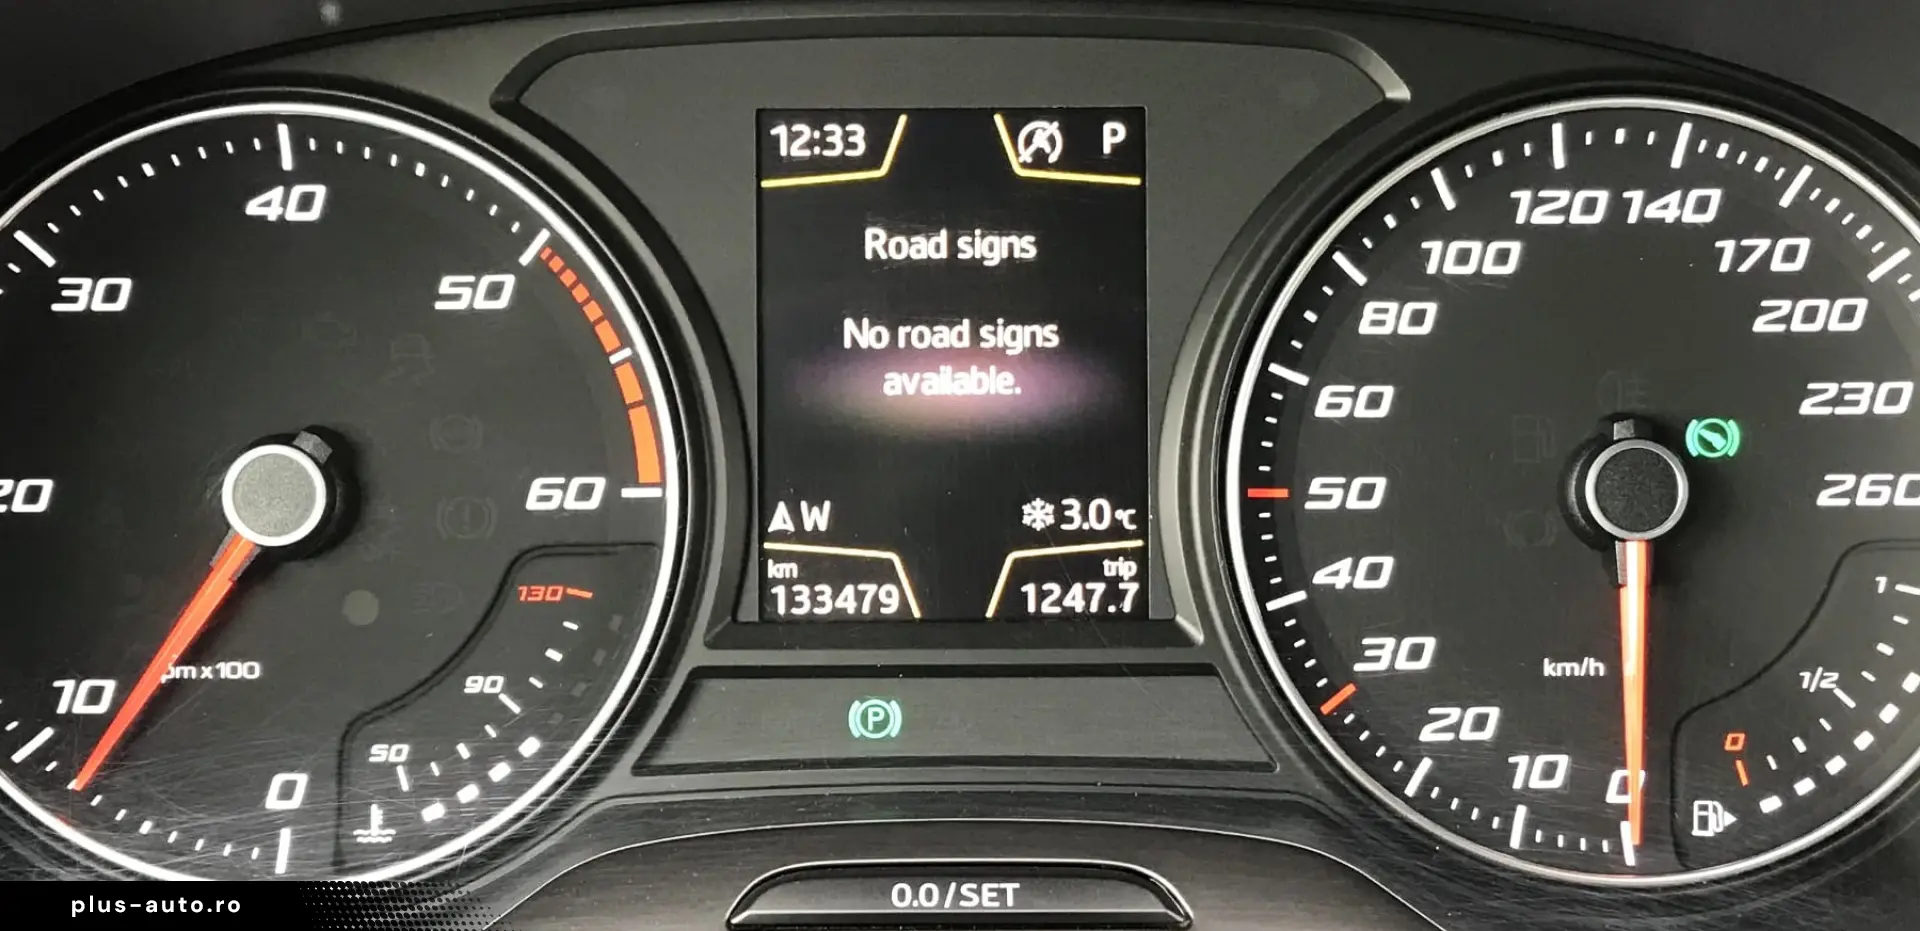 12:33
P
Road signs
No road signs
available.
W
3.0°C
km
133479
trip
1247.7
0
10
20
30
40
50
60
50
90
130
0
10
20
30
40
50
60
80
100
120
140
170
200
230
260
km/h
0
1/2
1
P
0.0/SET
plus-auto.ro